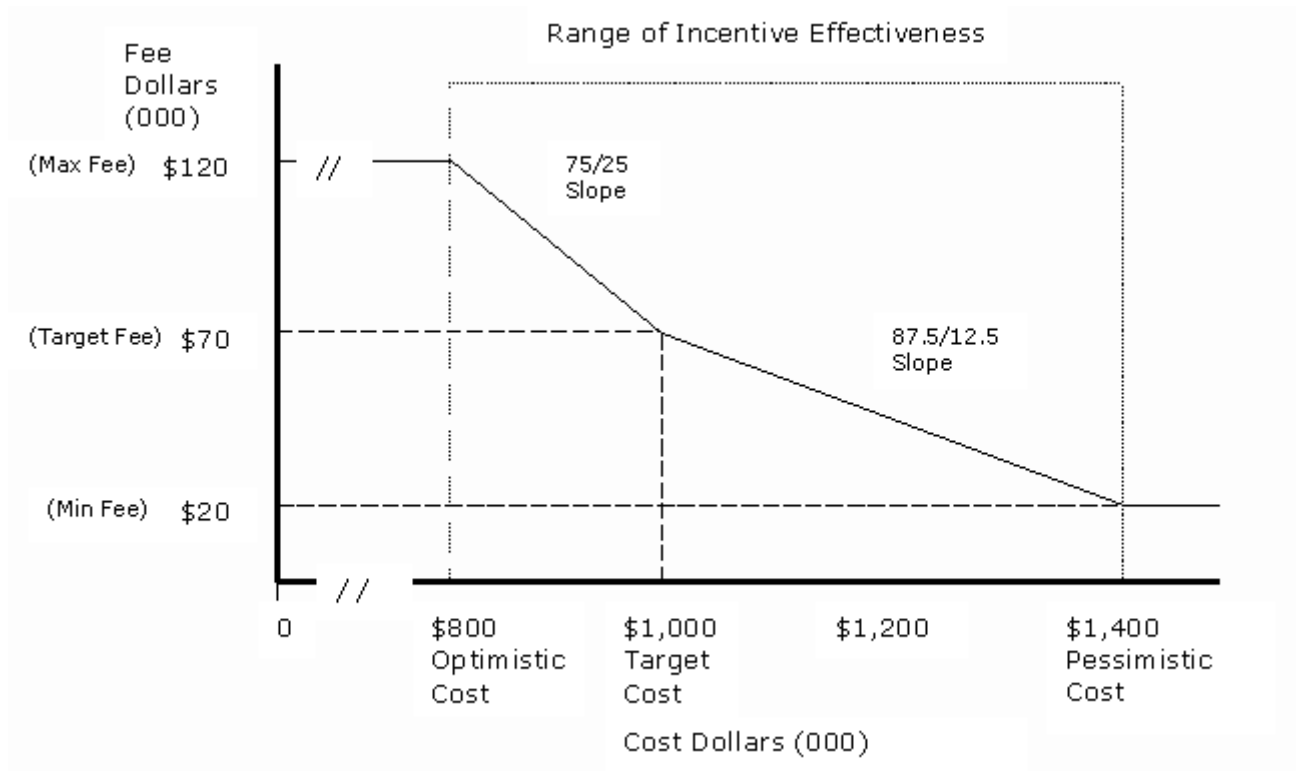 Range of Incentive Effectiveness
Fee
Dollars
(000)
(Max Fee) $120
//
75/25
Slope
(Target Fee) $70
87.5/12.5
Slope
(Min Fee) $20
//
0 $800 $1,000 $1,200 $1,400
Optimistic Target Pessimistic
Cost Cost Cost
Cost Dollars (000)